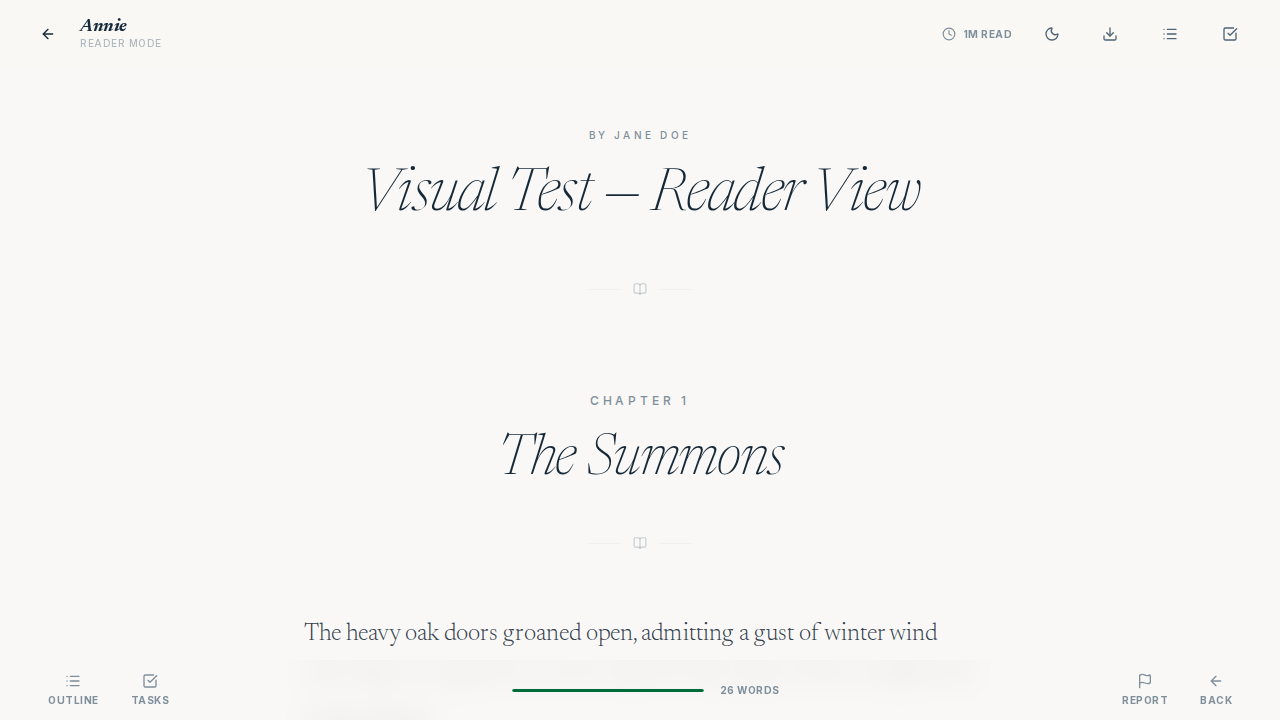 Annie
READER MODE
1M READ
BY JANE DOE
Visual Test — Reader View
CHAPTER 1
The Summons
The heavy oak doors groaned open, admitting a gust of winter wind
OUTLINE
TASKS
26 WORDS
REPORT
BACK